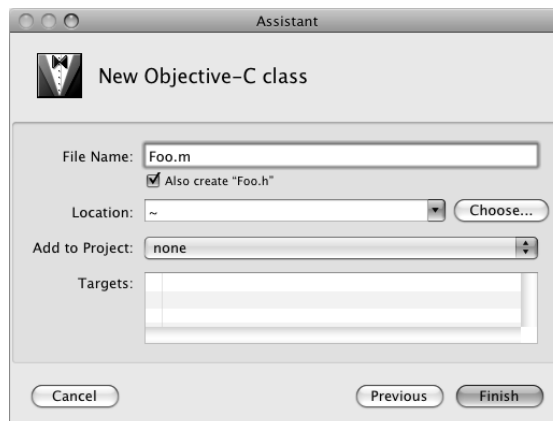 Assistant
New Objective-C class
File Name: Foo.m
Also create "Foo.h"
Location: ~ Choose...
Add to Project: none
Targets:
Cancel Previous Finish